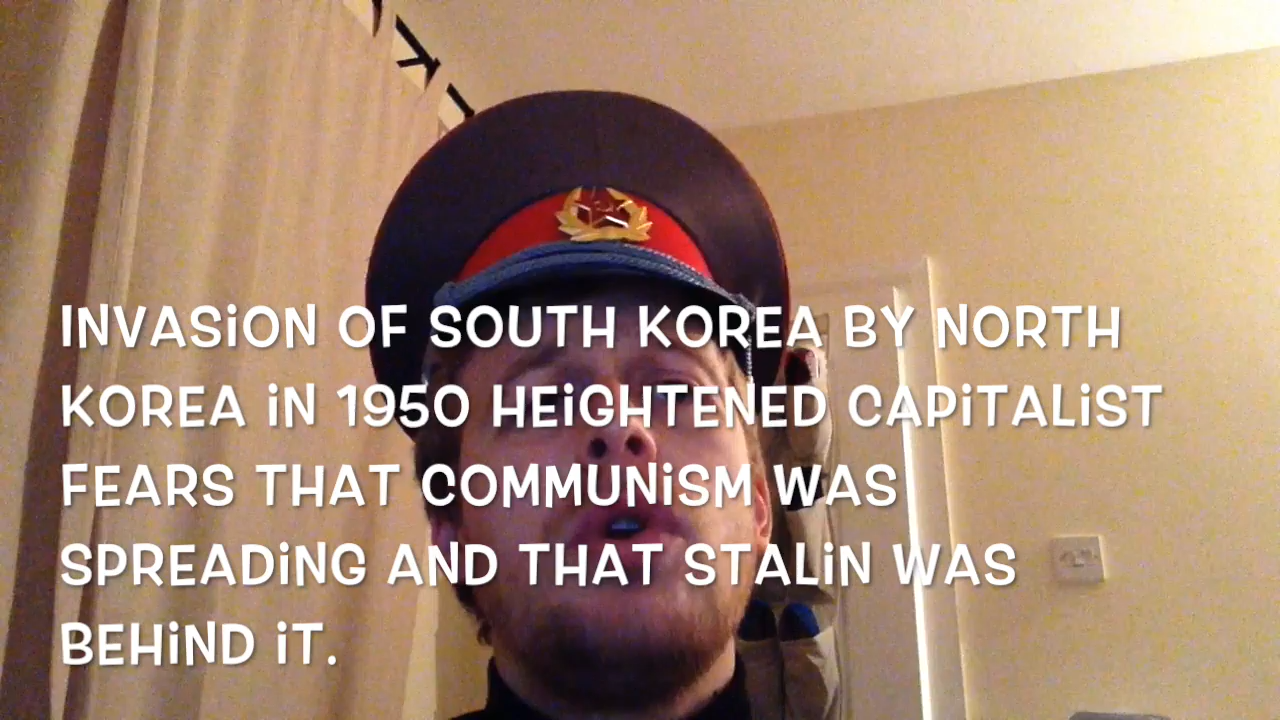 INVASiON OF SOUTH KOREA BY NORTH
KOREA iN 1950 HEiGHTENED CAPiTALiST
FEARS THAT COMMUNiSM WAS
SPREADiNG AND THAT STALiN WAS
BEHiND iT.